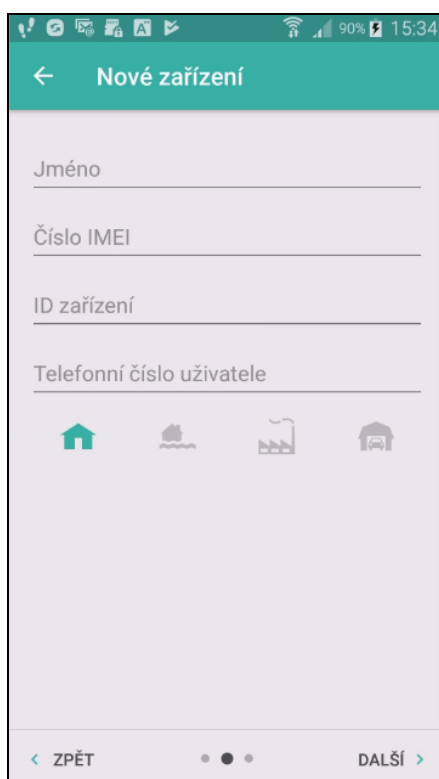 90% 15:34
Nové zařízení
Jméno
Číslo IMEI
ID zařízení
Telefonní číslo uživatele
ZPĚT DALŠÍ